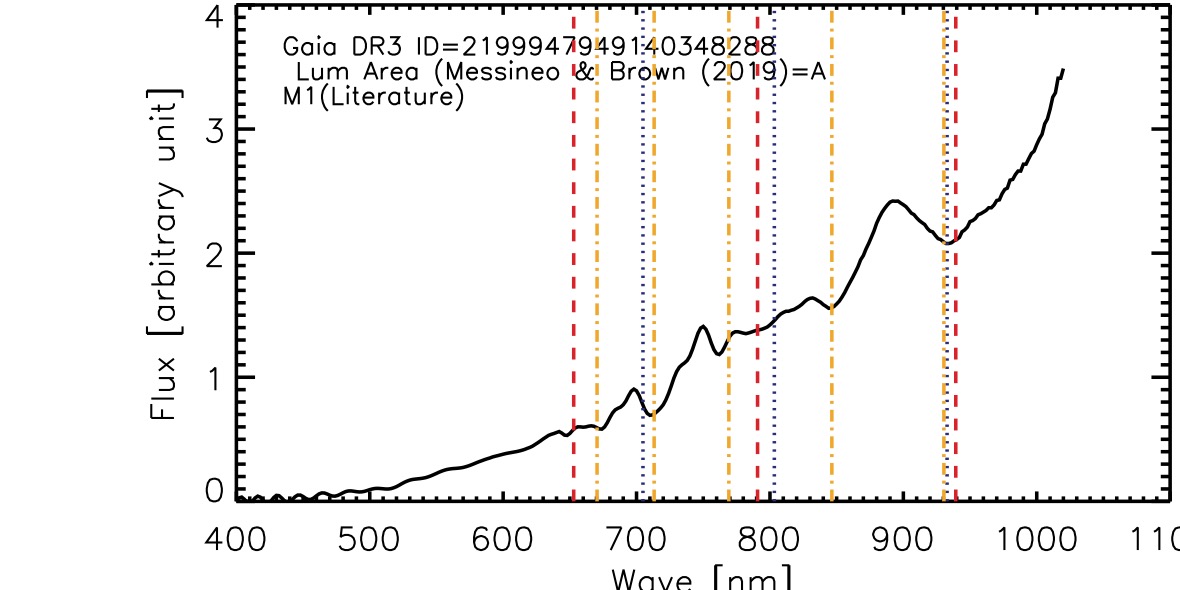 4
Gaia DR3 ID=2199947949140348288
Lum Area (Messineo & Brown (2019)=A
M1(Literature)
3
2
1
0
Flux [arbitrary unit]
400 500 600 700 800 900 1000 110
Wave [nm]